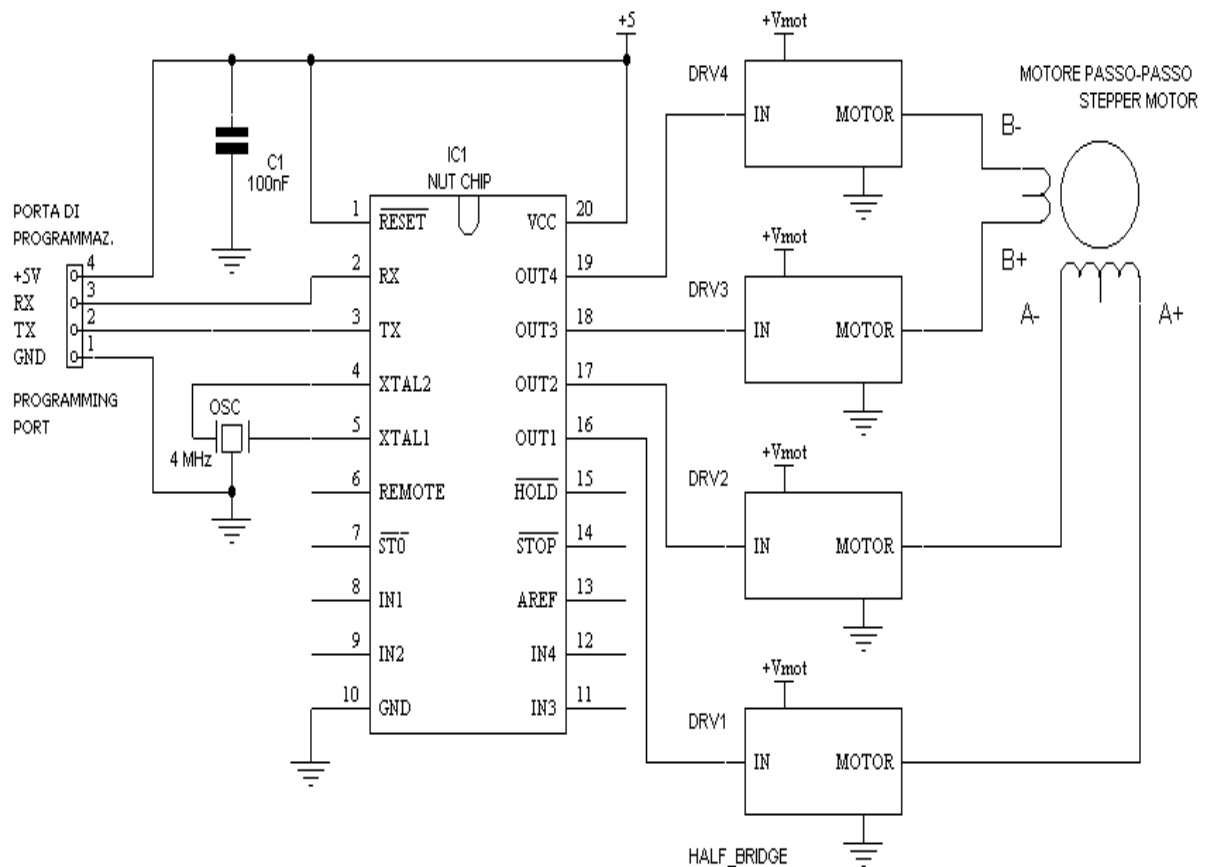 +5
+Vmot
DRV4
IN
MOTOR
MOTORE PASSO-PASSO
STEPPER MOTOR
B-
B+
A-
A+
C1
100nF
IC1
NUT CHIP
PORTA DI
PROGRAMMAZ.
+5V
RX
TX
GND
4
3
2
1
PROGRAMMING
PORT
OSC
4 MHz
1
RESET
2
RX
3
TX
4
XTAL2
5
XTAL1
6
REMOTE
7
ST0
8
IN1
9
IN2
10
GND
VCC
20
OUT4
19
OUT3
18
OUT2
17
OUT1
16
HOLD
15
STOP
14
AREF
13
IN4
12
IN3
11
+Vmot
DRV3
IN
MOTOR
+Vmot
DRV2
IN
MOTOR
+Vmot
DRV1
IN
MOTOR
HALF_BRIDGE